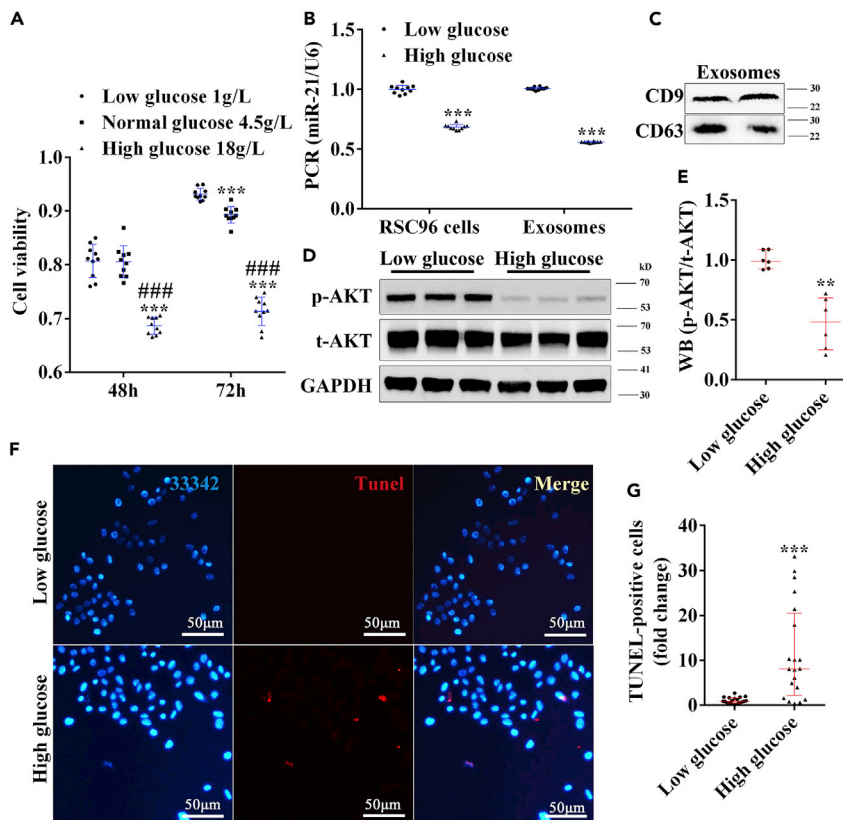 A
Low glucose 1g/L
Normal glucose 4.5g/L
High glucose 18g/L
Cell viability
1.0
0.9
0.8
0.7
0.6
###
***
***
###
***
48h
72h
B
Low glucose
High glucose
PCR (miR-21/U6)
1.5
1.0
0.5
0.0
***
***
RSC96 cells
Exosomes
C
Exosomes
CD9
30
22
CD63
30
22
D
Low glucose
High glucose
kD
p-AKT
70
53
t-AKT
70
53
GAPDH
41
30
E
WB (p-AKT/t-AKT)
1.5
1.0
0.5
0.0
**
Low glucose
High glucose
F
33342
Tunel
Merge
Low glucose
50μm
50μm
50μm
High glucose
50μm
50μm
50μm
G
TUNEL-positive cells
(fold change)
40
30
20
10
0
***
Low glucose
High glucose